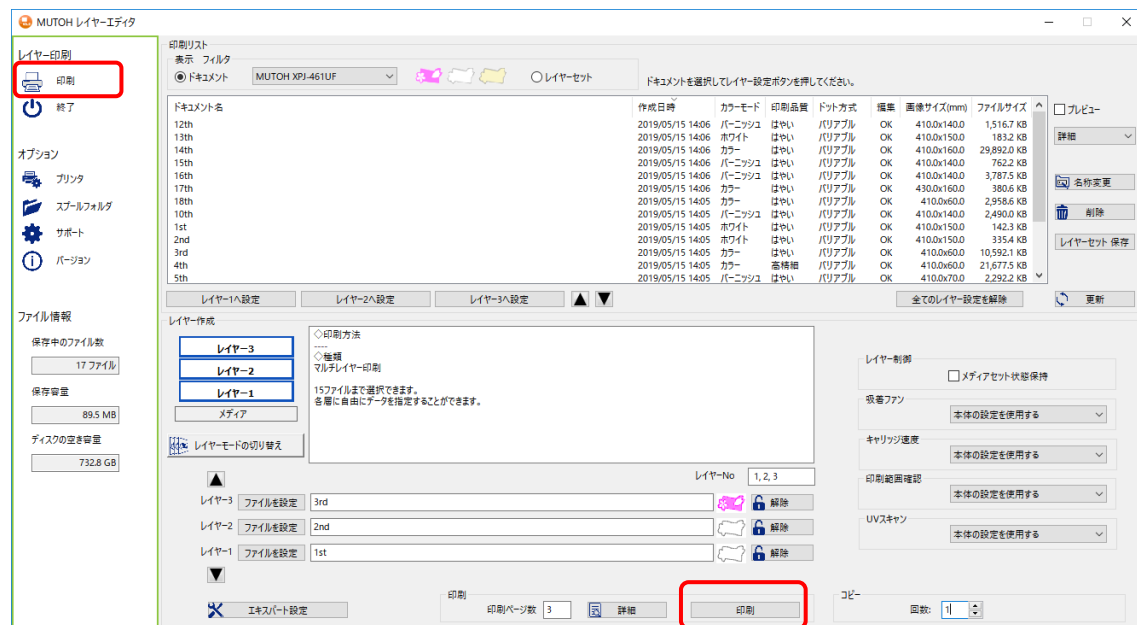 MUTOH レイヤーエディタ
レイヤー印刷
印刷
終了
オプション
プリンタ
スプールフォルダ
サポート
バージョン
ファイル情報
保存中のファイル数
17 ファイル
保存容量
89.5 MB
ディスクの空き容量
732.8 GB
印刷リスト
表示 フィルタ
ドキュメント MUTOH XPJ-461UF レイヤーセット
ドキュメントを選択してレイヤー設定ボタンを押してください。
ドキュメント名 作成日時 カラーモード 印刷品質 ドット方式 編集 画像サイズ(mm) ファイルサイズ
12th 2019/05/15 14:06 バーニッシュ はやい バリアブル OK 410.0x140.0 1,516.7 KB
13th 2019/05/15 14:06 ホワイト はやい バリアブル OK 410.0x150.0 183.2 KB
14th 2019/05/15 14:06 カラー はやい バリアブル OK 410.0x160.0 29,892.0 KB
15th 2019/05/15 14:06 バーニッシュ はやい バリアブル OK 410.0x140.0 762.2 KB
16th 2019/05/15 14:06 バーニッシュ はやい バリアブル OK 410.0x140.0 3,787.5 KB
17th 2019/05/15 14:06 カラー はやい バリアブル OK 430.0x160.0 380.6 KB
18th 2019/05/15 14:05 カラー はやい バリアブル OK 410.0x60.0 2,958.6 KB
10th 2019/05/15 14:05 バーニッシュ はやい バリアブル OK 410.0x140.0 2,490.0 KB
1st 2019/05/15 14:05 ホワイト はやい バリアブル OK 410.0x150.0 142.3 KB
2nd 2019/05/15 14:05 ホワイト はやい バリアブル OK 410.0x150.0 335.4 KB
3rd 2019/05/15 14:05 カラー はやい バリアブル OK 410.0x60.0 10,592.1 KB
4th 2019/05/15 14:05 カラー 高精細 バリアブル OK 410.0x60.0 21,677.5 KB
5th 2019/05/15 14:05 バーニッシュ はやい バリアブル OK 410.0x70.0 2,292.2 KB
プレビュー
詳細
名称変更
削除
レイヤーセット 保存
レイヤー1へ設定 レイヤー2へ設定 レイヤー3へ設定 全てのレイヤー設定を解除 更新
レイヤー作成
レイヤー3
レイヤー2
レイヤー1
メディア
レイヤーモードの切り替え
◇印刷方法
----
◇種類
マルチレイヤー印刷
15ファイルまで選択できます。
各層に自由にデータを指定することができます。
レイヤーNo 1, 2, 3
レイヤー3 ファイルを設定 3rd 解除
レイヤー2 ファイルを設定 2nd 解除
レイヤー1 ファイルを設定 1st 解除
レイヤー制御
メディアセット状態保持
吸着ファン
本体の設定を使用する
キャリッジ速度
本体の設定を使用する
印刷範囲確認
本体の設定を使用する
UVスキャン
本体の設定を使用する
エキスパート設定
印刷
印刷ページ数 3 詳細 印刷
コピー
回数: 1